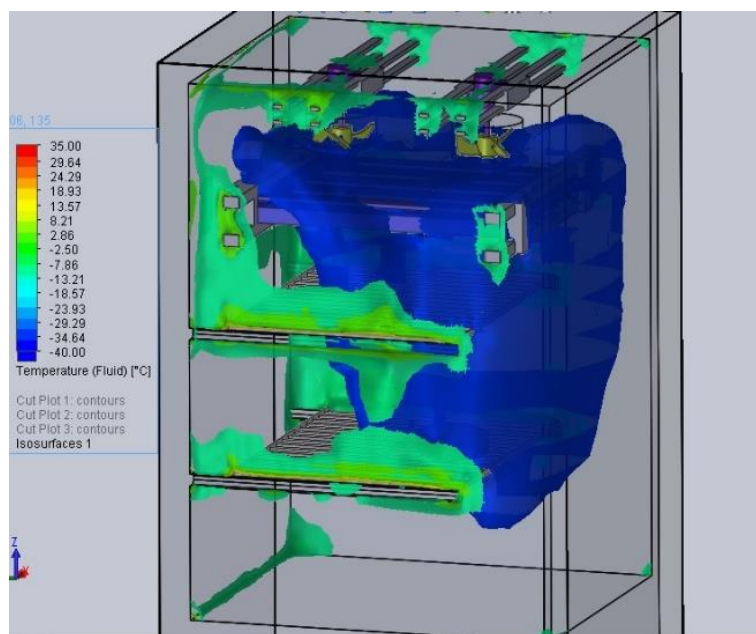 06, 135
35.00
29.64
24.29
18.93
13.57
8.21
2.86
-2.50
-7.86
-13.21
-18.57
-23.93
-29.29
-34.64
-40.00
Temperature (Fluid) [°C]
Cut Plot 1: contours
Cut Plot 2: contours
Cut Plot 3: contours
Isosurfaces 1
Z